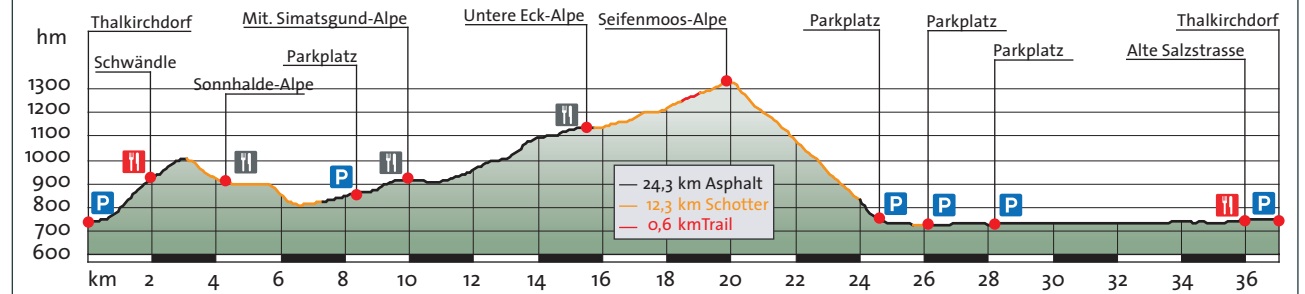 Thalkirchdorf
Mit. Simatsgund-Alpe
Untere Eck-Alpe
Seifenmoos-Alpe
Parkplatz
Parkplatz
Thalkirchdorf
hm
Schwändle
Parkplatz
Parkplatz
Alte Salzstrasse
Sonnhalde-Alpe
1300
1200
1100
1000
900
800
700
600
P
P
P
P
P
P
24,3 km Asphalt
12,3 km Schotter
0,6 kmTrail
km 2 4 6 8 10 12 14 16 18 20 22 24 26 28 30 32 34 36